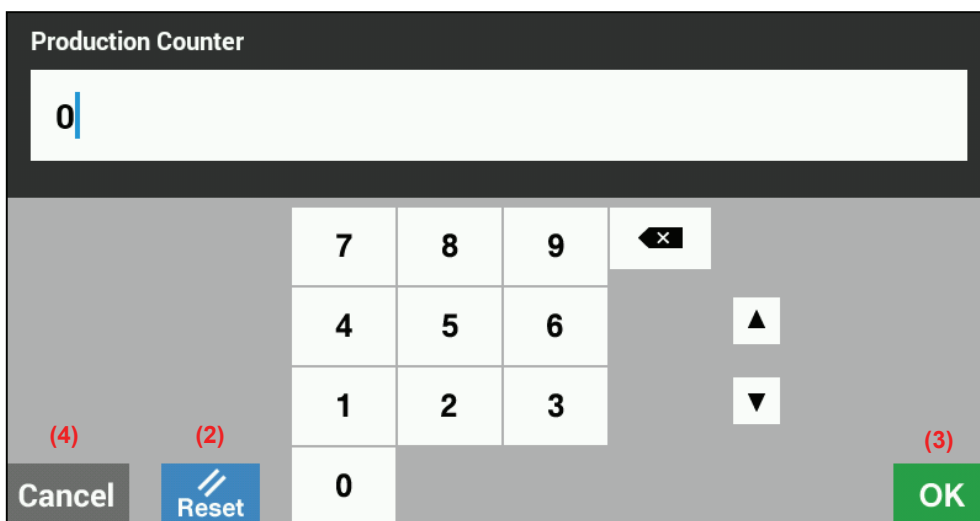 Production Counter
0
7 8 9
4 5 6
1 2 3
(4) (2) (3)
Cancel Reset 0 OK